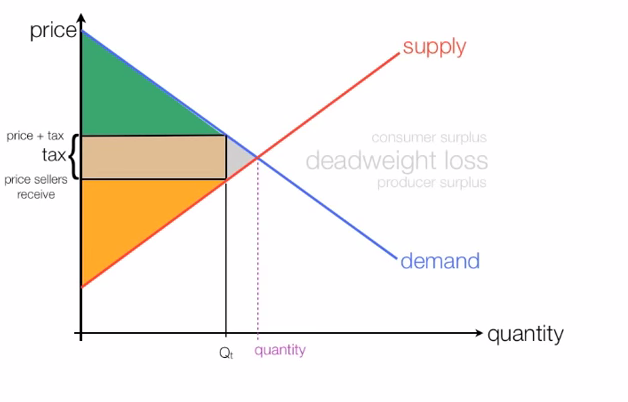 price
supply
price + tax
tax
price sellers
receive
consumer surplus
deadweight loss
producer surplus
demand
quantity
Qt
quantity